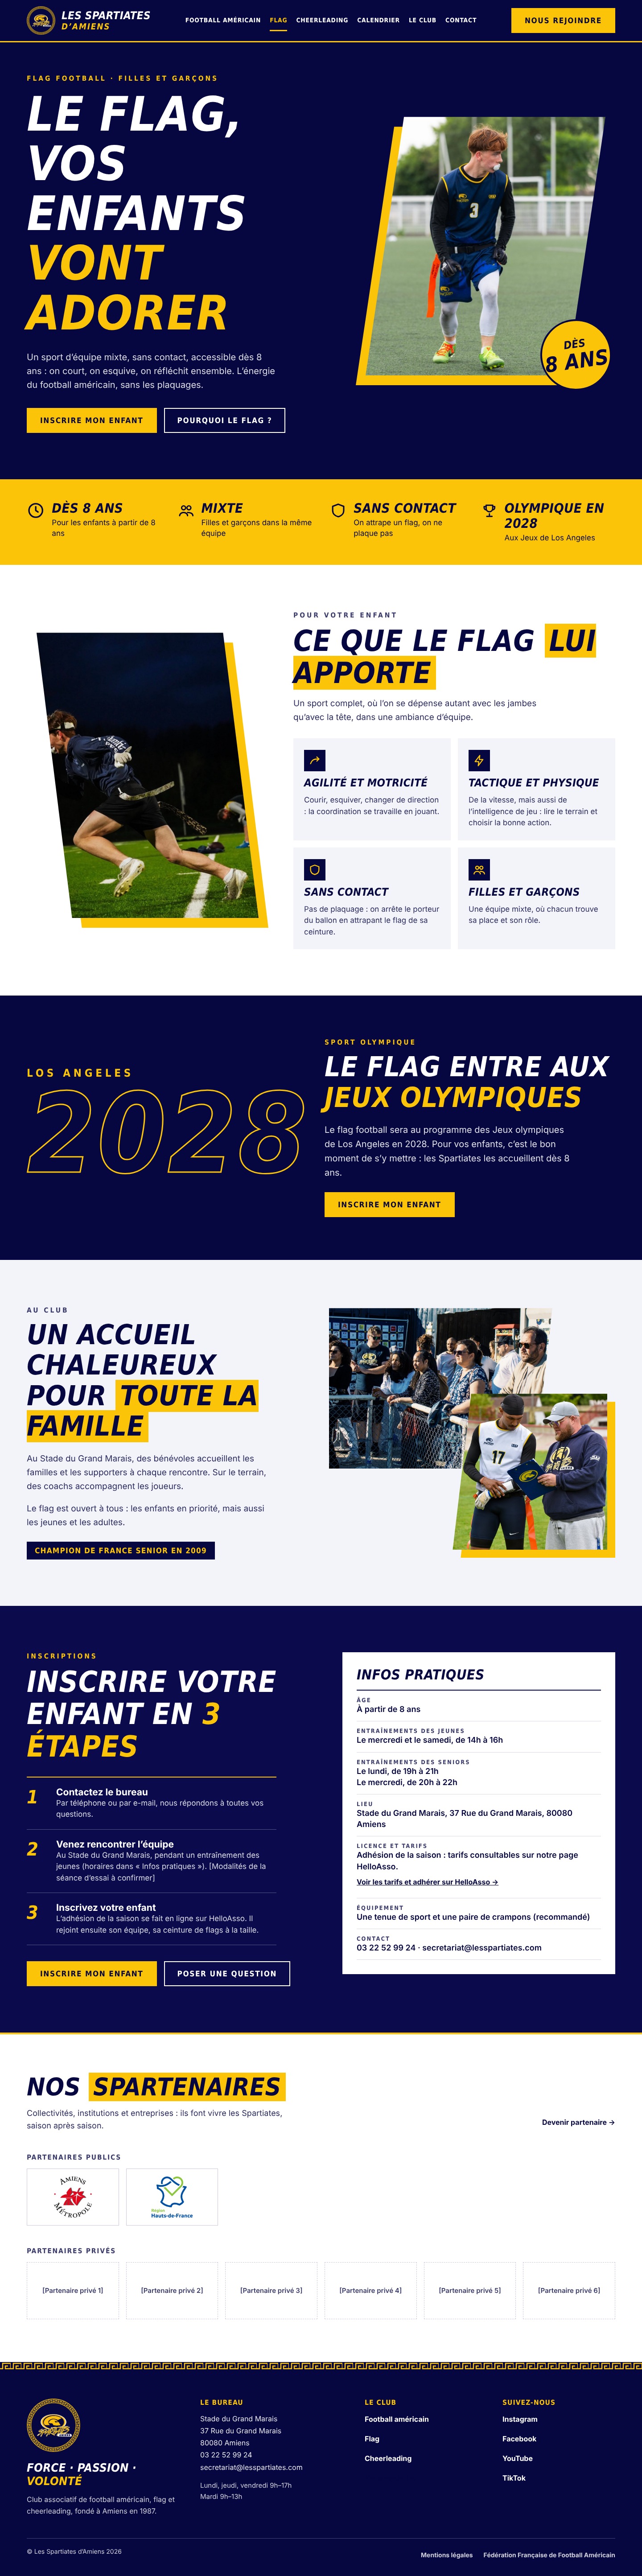 LES SPARTIATES
D'AMIENS
FOOTBALL AMÉRICAIN FLAG CHEERLEADING CALENDRIER LE CLUB CONTACT
NOUS REJOINDRE
FLAG FOOTBALL · FILLES ET GARÇONS
LE FLAG,
VOS
ENFANTS
VONT
ADORER
Un sport d'équipe mixte, sans contact, accessible dès 8
ans : on court, on esquive, on réfléchit ensemble. L'énergie
du football américain, sans les plaquages.
INSCRIRE MON ENFANT
POURQUOI LE FLAG ?
3
DÈS
8 ANS
DÈS 8 ANS
Pour les enfants à partir de 8
ans
MIXTE
Filles et garçons dans la même
équipe
SANS CONTACT
On attrape un flag, on ne
plaque pas
OLYMPIQUE EN
2028
Aux Jeux de Los Angeles
POUR VOTRE ENFANT
CE QUE LE FLAG LUI
APPORTE
Un sport complet, où l'on se dépense autant avec les jambes
qu'avec la tête, dans une ambiance d'équipe.
AGILITÉ ET MOTRICITÉ
Courir, esquiver, changer de direction
: la coordination se travaille en jouant.
TACTIQUE ET PHYSIQUE
De la vitesse, mais aussi de
l'intelligence de jeu : lire le terrain et
choisir la bonne action.
SANS CONTACT
Pas de plaquage : on arrête le porteur
du ballon en attrapant le flag de sa
ceinture.
FILLES ET GARÇONS
Une équipe mixte, où chacun trouve
sa place et son rôle.
LOS ANGELES
2028
SPORT OLYMPIQUE
LE FLAG ENTRE AUX
JEUX OLYMPIQUES
Le flag football sera au programme des Jeux olympiques
de Los Angeles en 2028. Pour vos enfants, c'est le bon
moment de s'y mettre : les Spartiates les accueillent dès 8
ans.
INSCRIRE MON ENFANT
AU CLUB
UN ACCUEIL
CHALEUREUX
POUR TOUTE LA
FAMILLE
Au Stade du Grand Marais, des bénévoles accueillent les
familles et les supporters à chaque rencontre. Sur le terrain,
des coachs accompagnent les joueurs.
Le flag est ouvert à tous : les enfants en priorité, mais aussi
les jeunes et les adultes.
CHAMPION DE FRANCE SENIOR EN 2009
17
INSCRIPTIONS
INSCRIRE VOTRE
ENFANT EN 3
ÉTAPES
1
Contactez le bureau
Par téléphone ou par e-mail, nous répondons à toutes vos
questions.
2
Venez rencontrer l'équipe
Au Stade du Grand Marais, pendant un entraînement des
jeunes (horaires dans « Infos pratiques »). [Modalités de la
séance d'essai à confirmer]
3
Inscrivez votre enfant
L'adhésion de la saison se fait en ligne sur HelloAsso. Il
rejoint ensuite son équipe, sa ceinture de flags à la taille.
INSCRIRE MON ENFANT
POSER UNE QUESTION
INFOS PRATIQUES
ÂGE
À partir de 8 ans
ENTRAÎNEMENTS DES JEUNES
Le mercredi et le samedi, de 14h à 16h
ENTRAÎNEMENTS DES SENIORS
Le lundi, de 19h à 21h
Le mercredi, de 20h à 22h
LIEU
Stade du Grand Marais, 37 Rue du Grand Marais, 80080
Amiens
LICENCE ET TARIFS
Adhésion de la saison : tarifs consultables sur notre page
HelloAsso.
Voir les tarifs et adhérer sur HelloAsso →
ÉQUIPEMENT
Une tenue de sport et une paire de crampons (recommandé)
CONTACT
03 22 52 99 24 · secretariat@lesspartiates.com
NOS SPARTENAIRES
Collectivités, institutions et entreprises : ils font vivre les Spartiates,
saison après saison.
Devenir partenaire →
PARTENAIRES PUBLICS
AMIENS
MÉTROPOLE
Région
Hauts-de-France
PARTENAIRES PRIVÉS
[Partenaire privé 1] [Partenaire privé 2] [Partenaire privé 3] [Partenaire privé 4] [Partenaire privé 5] [Partenaire privé 6]
FORCE · PASSION ·
VOLONTÉ
Club associatif de football américain, flag et
cheerleading, fondé à Amiens en 1987.
LE BUREAU
Stade du Grand Marais
37 Rue du Grand Marais
80080 Amiens
03 22 52 99 24
secretariat@lesspartiates.com
Lundi, jeudi, vendredi 9h–17h
Mardi 9h–13h
LE CLUB
Football américain
Flag
Cheerleading
SUIVEZ-NOUS
Instagram
Facebook
YouTube
TikTok
© Les Spartiates d'Amiens 2026
Mentions légales Fédération Française de Football Américain